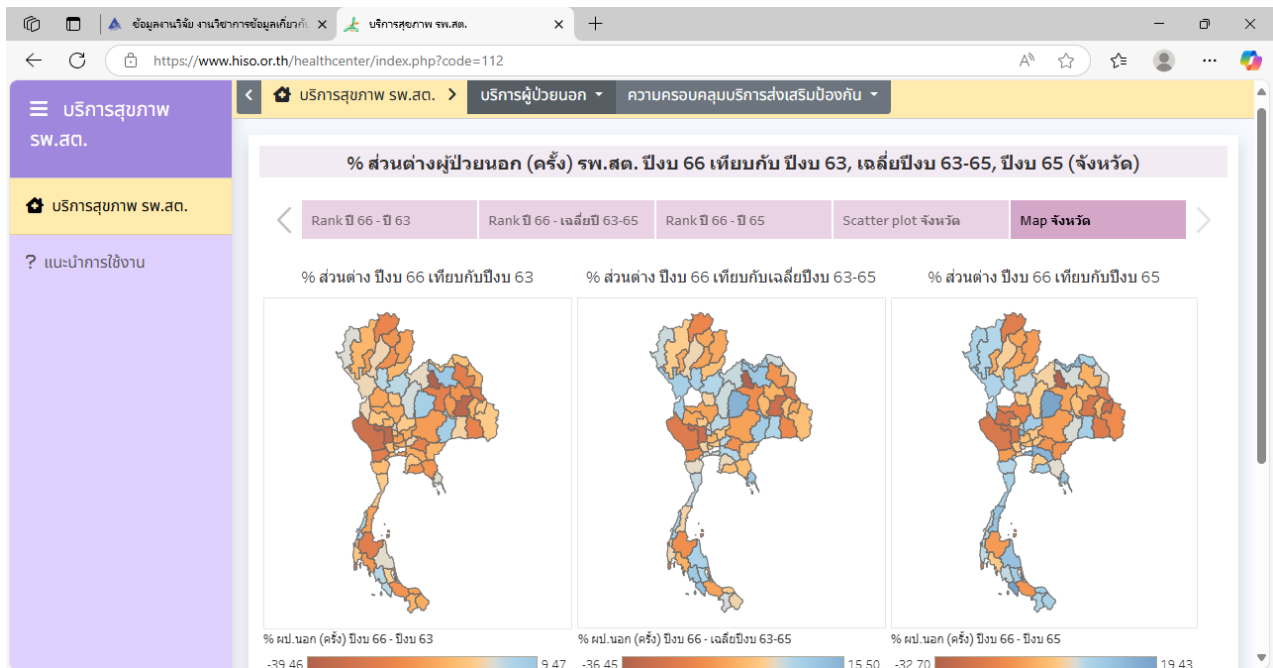 ข้อมูลงานวิจัย งานวิชาการข้อมูลเกี่ยวกับ
บริการสุขภาพ รพ.สต.
https://www.hiso.or.th/healthcenter/index.php?code=112
บริการสุขภาพ
รพ.สต.
บริการสุขภาพ รพ.สต.
แนะนำการใช้งาน
บริการสุขภาพ รพ.สต. บริการผู้ป่วยนอก ความครอบคลุมบริการส่งเสริมป้องกัน
% ส่วนต่างผู้ป่วยนอก (ครั้ง) รพ.สต. ปีงบ 66 เทียบกับ ปีงบ 63, เฉลี่ยปีงบ 63-65, ปีงบ 65 (จังหวัด)
Rank ปี 66 - ปี 63 Rank ปี 66 - เฉลี่ยปี 63-65 Rank ปี 66 - ปี 65 Scatter plot จังหวัด Map จังหวัด
% ส่วนต่าง ปีงบ 66 เทียบกับปีงบ 63
% ส่วนต่าง ปีงบ 66 เทียบกับเฉลี่ยปีงบ 63-65
% ส่วนต่าง ปีงบ 66 เทียบกับปีงบ 65
% ผป.นอก (ครั้ง) ปีงบ 66 - ปีงบ 63
% ผป.นอก (ครั้ง) ปีงบ 66 - เฉลี่ยปีงบ 63-65
% ผป.นอก (ครั้ง) ปีงบ 66 - ปีงบ 65
-39.46 9.47
-36.45 15.50
-32.70 19.43